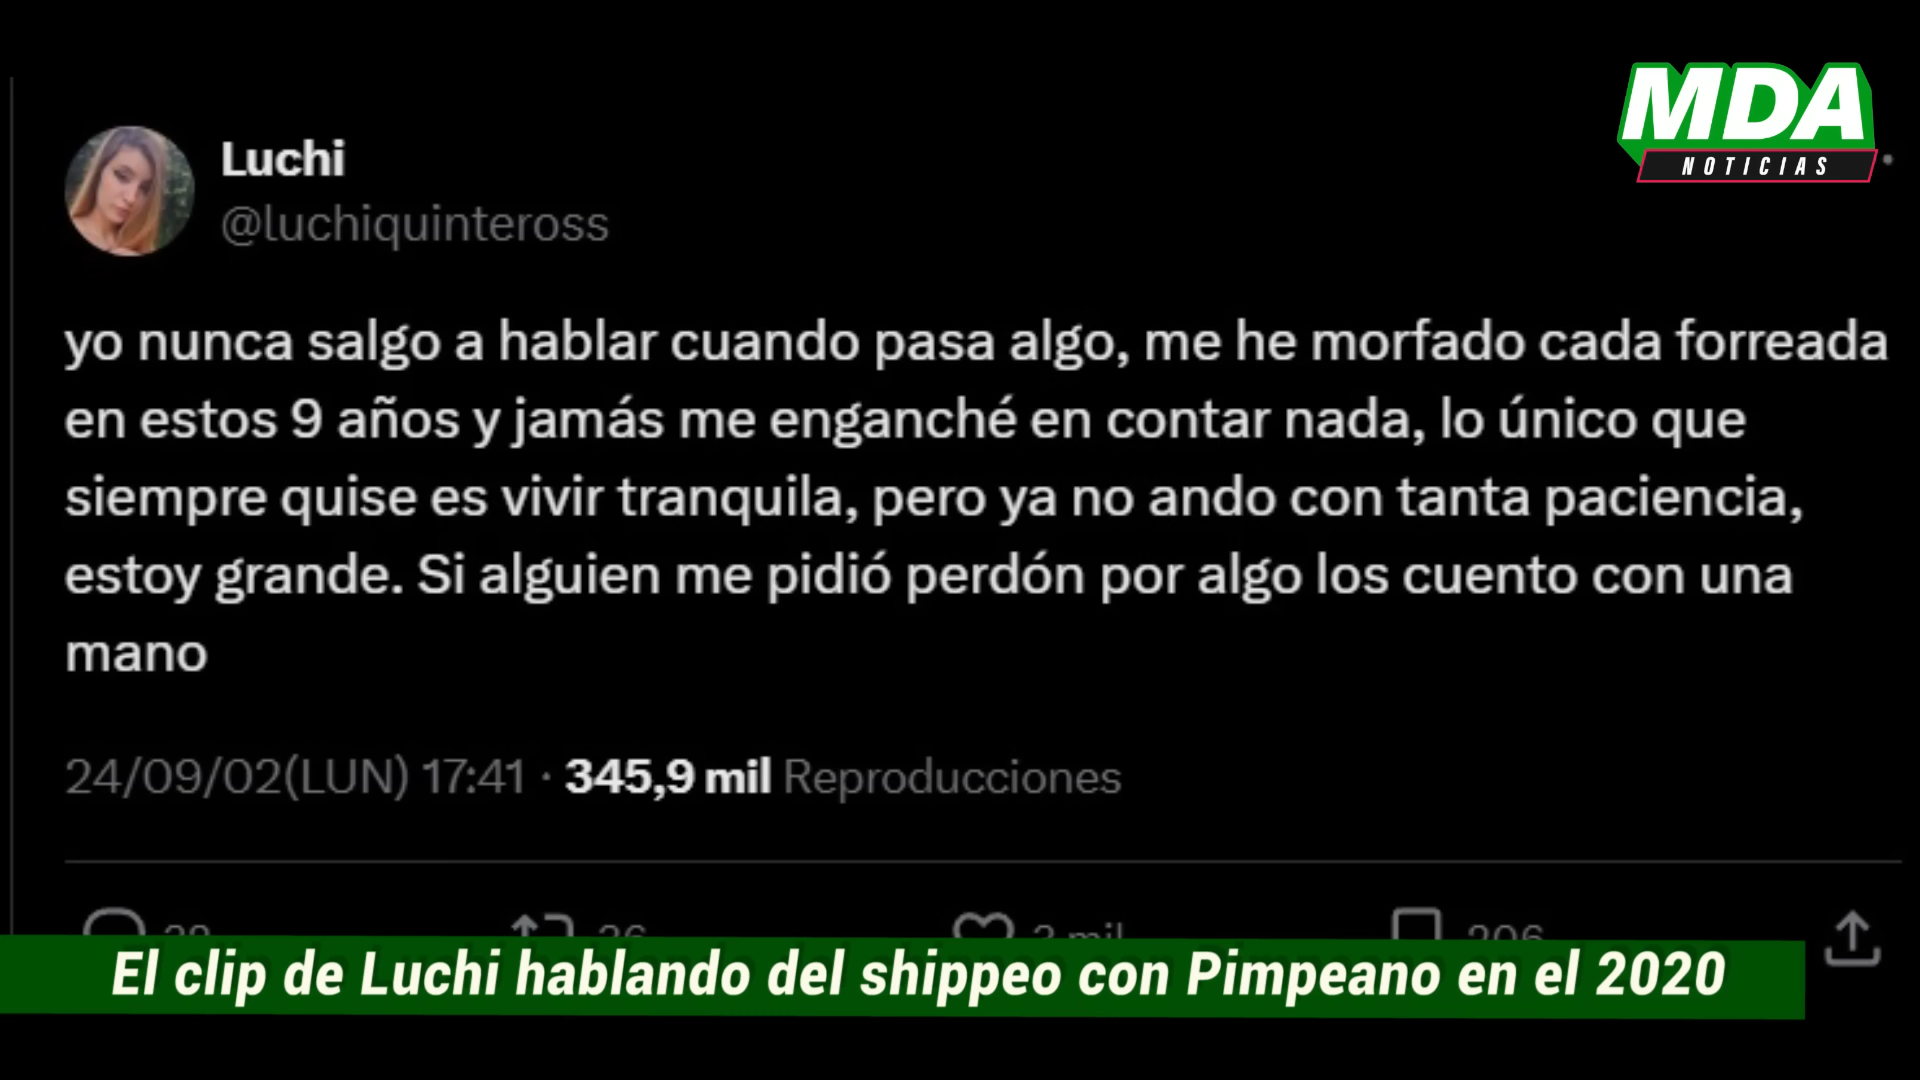 MDA
NOTICIAS
Luchi
@luchiquinteross
yo nunca salgo a hablar cuando pasa algo, me he morfado cada forreada
en estos 9 años y jamás me enganché en contar nada, lo único que
siempre quise es vivir tranquila, pero ya no ando con tanta paciencia,
estoy grande. Si alguien me pidió perdón por algo los cuento con una
mano
24/09/02(LUN) 17:41 · 345,9 mil Reproducciones
El clip de Luchi hablando del shippeo con Pimpeano en el 2020